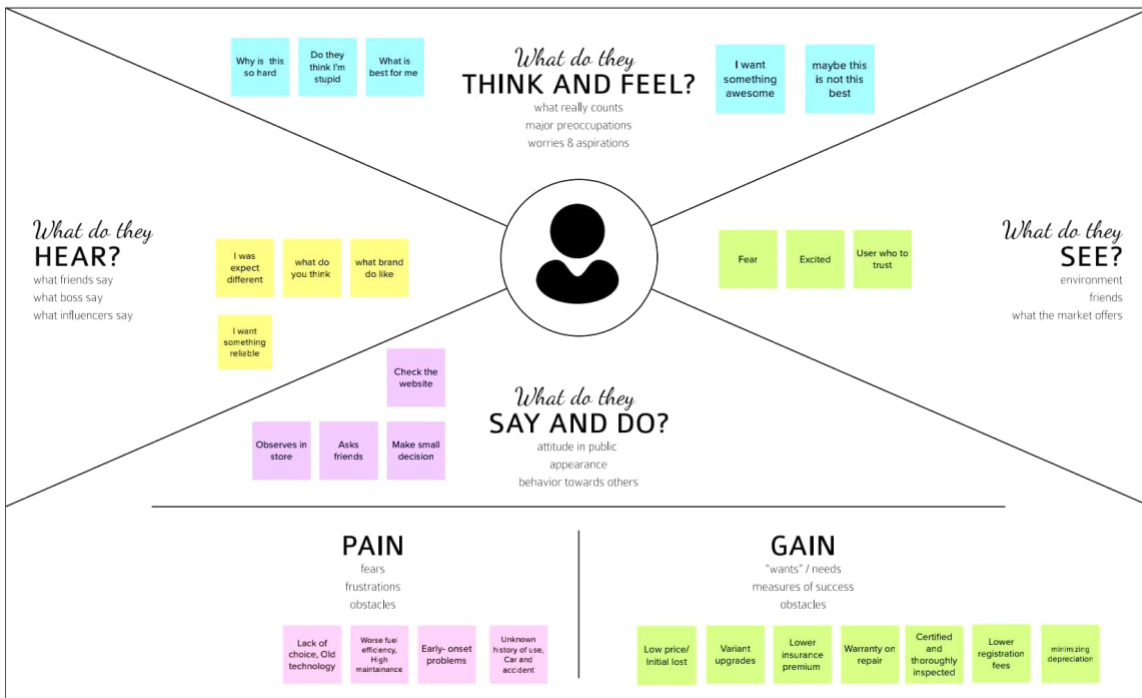 Why is this
so hard
Do they
think I'm
stupid
What is
best for me
What do they
THINK AND FEEL?
what really counts
major preoccupations
worries & aspirations
I want
something
awesome
maybe this
is not this
best
What do they
HEAR?
what friends say
what boss say
what influencers say
I was
expect
different
what do
you think
what brand
do like
I want
something
reliable
Fear
Excited
User who to
trust
What do they
SEE?
environment
friends
what the market offers
Check the
website
Observes in
store
Asks
friends
Make small
decision
What do they
SAY AND DO?
attitude in public
appearance
behavior towards others
PAIN
fears
frustrations
obstacles
Lack of
choice, Old
technology
Worse fuel
efficiency,
High
maintainance
Early- onset
problems
Unknown
history of use,
Car and
accident
GAIN
"wants" / needs
measures of success
obstacles
Low price/
Initial lost
Variant
upgrades
Lower
insurance
premium
Warranty on
repair
Certified
and
thoroughly
inspected
Lower
registration
fees
minimizing
depreciation